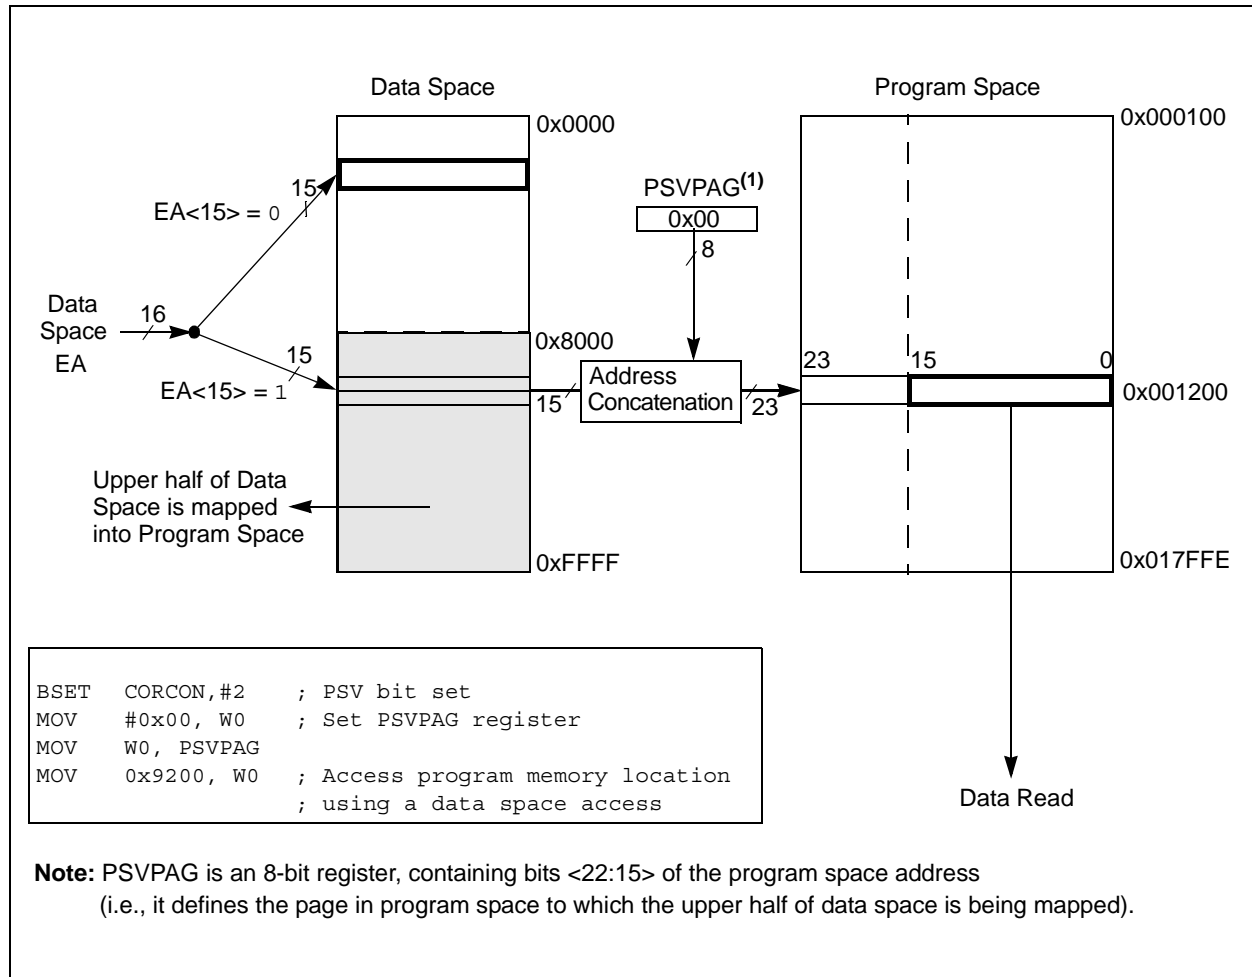 Data Space
Program Space
0x0000
0x000100
15
PSVPAG(1)
EA<15> = 0
0x00
8
Data
Space
EA
16
0x8000
15
EA<15> = 1
15
Address
Concatenation
23
23
15
0
0x001200
Upper half of Data
Space is mapped
into Program Space
0xFFFF
0x017FFE
BSET CORCON,#2 ; PSV bit set
MOV #0x00, W0 ; Set PSVPAG register
MOV W0, PSVPAG
MOV 0x9200, W0 ; Access program memory location
; using a data space access
Data Read
Note: PSVPAG is an 8-bit register, containing bits <22:15> of the program space address
(i.e., it defines the page in program space to which the upper half of data space is being mapped).